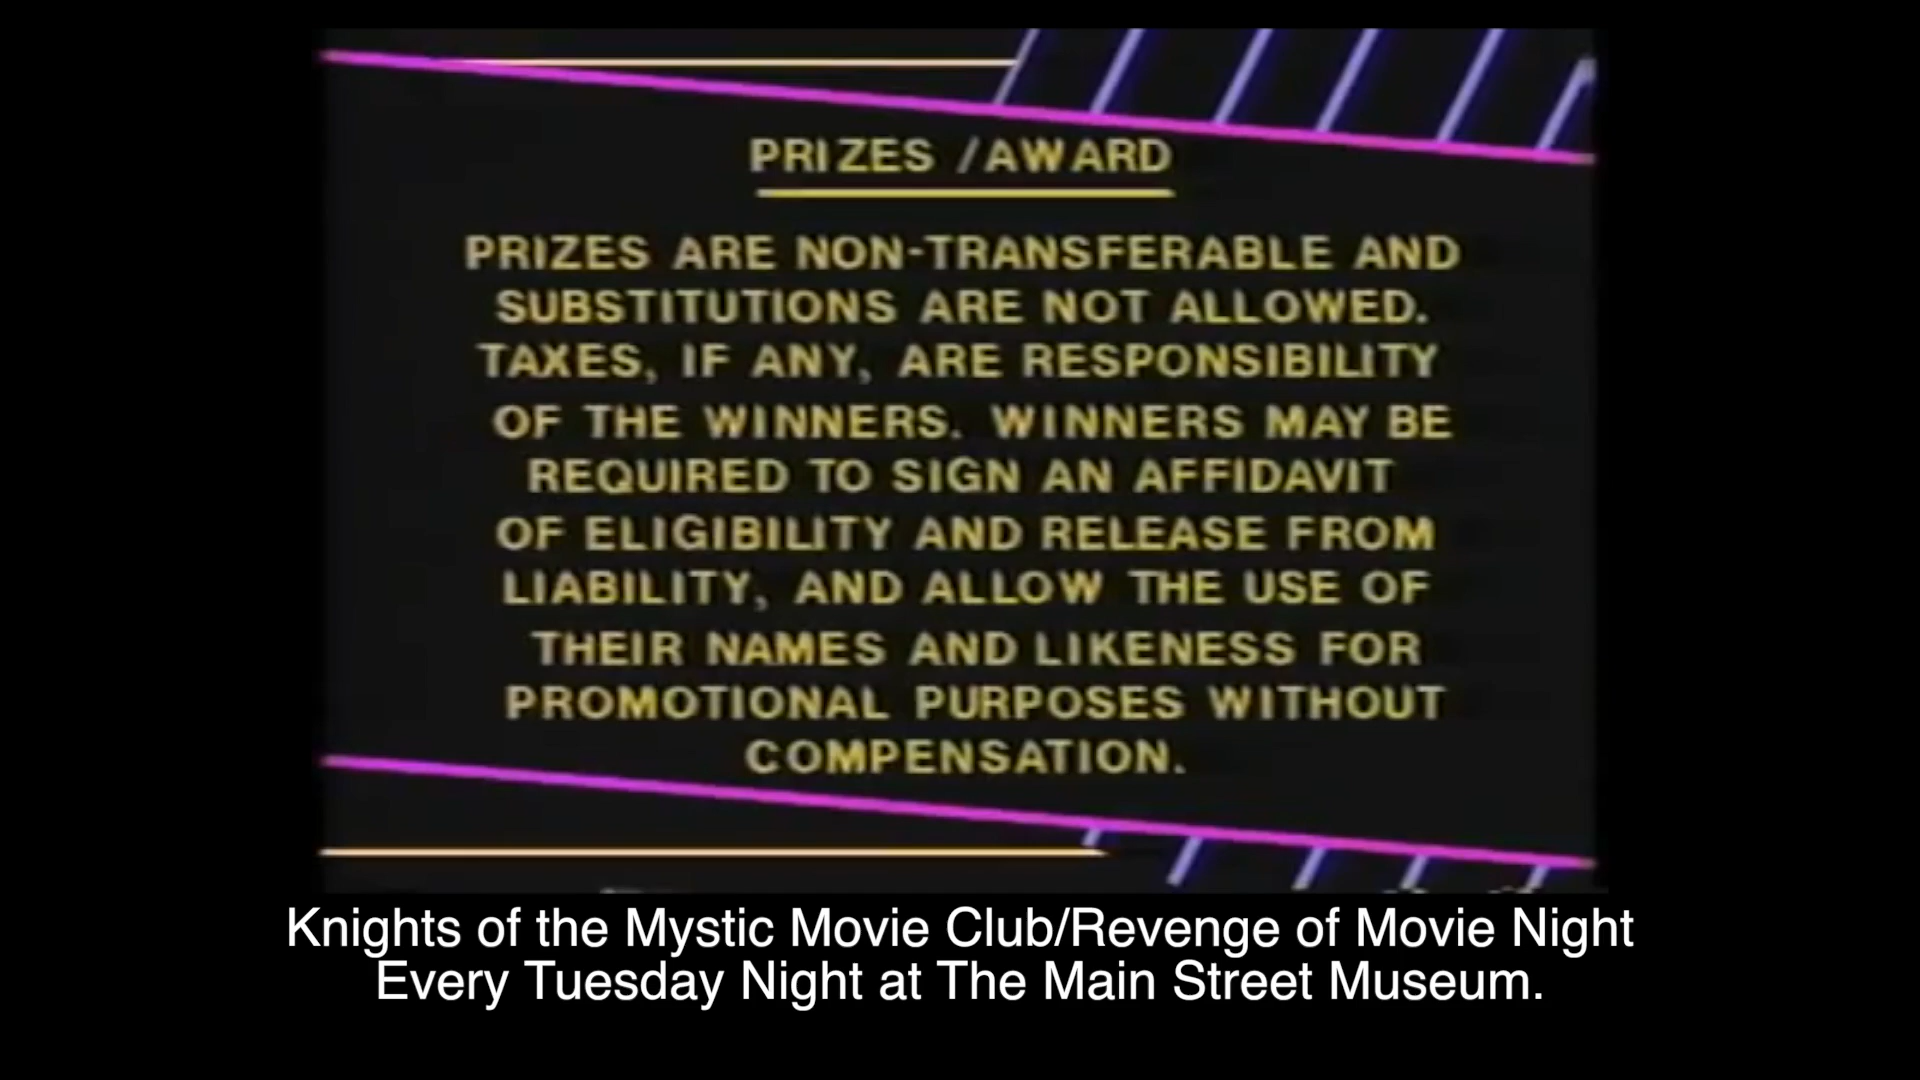 PRIZES /AWARD
PRIZES ARE NON-TRANSFERABLE AND
SUBSTITUTIONS ARE NOT ALLOWED.
TAXES, IF ANY, ARE RESPONSIBILITY
OF THE WINNERS. WINNERS MAY BE
REQUIRED TO SIGN AN AFFIDAVIT
OF ELIGIBILITY AND RELEASE FROM
LIABILITY, AND ALLOW THE USE OF
THEIR NAMES AND LIKENESS FOR
PROMOTIONAL PURPOSES WITHOUT
COMPENSATION.
Knights of the Mystic Movie Club/Revenge of Movie Night
Every Tuesday Night at The Main Street Museum.